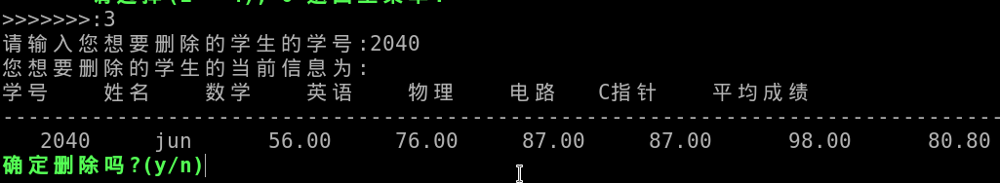 >>>>>>>:3
请输入您想要删除的学生的学号:2040
您想要删除的学生的当前信息为:
学号 姓名 数学 英语 物理 电路 C指针 平均成绩
--------------------------------------------------------------------------------
2040 jun 56.00 76.00 87.00 87.00 98.00 80.80
确定删除吗?(y/n)